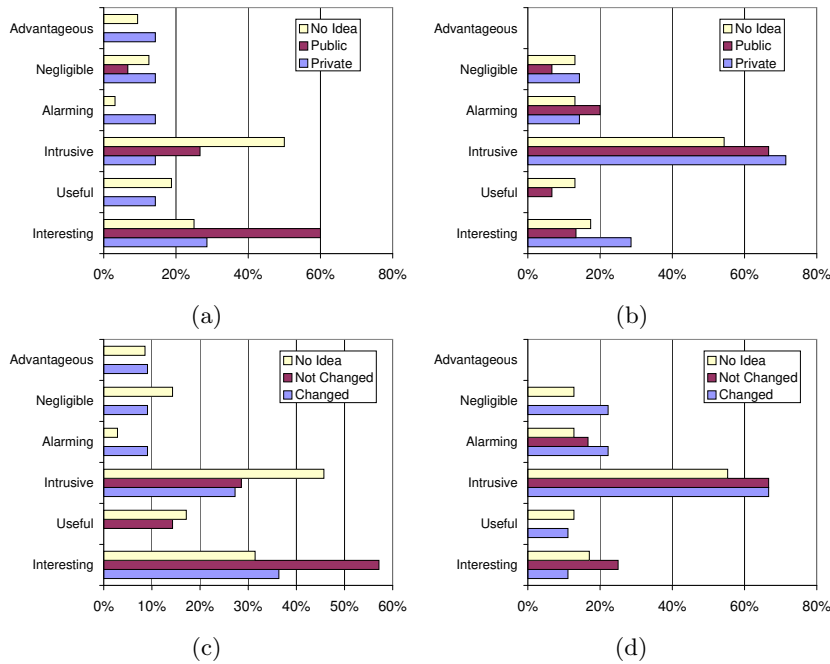 Advantageous
Negligible
Alarming
Intrusive
Useful
Interesting
No Idea
Public
Private
0% 20% 40% 60% 80%
(a)
Advantageous
Negligible
Alarming
Intrusive
Useful
Interesting
No Idea
Public
Private
0% 20% 40% 60% 80%
(b)
Advantageous
Negligible
Alarming
Intrusive
Useful
Interesting
No Idea
Not Changed
Changed
0% 10% 20% 30% 40% 50% 60%
(c)
Advantageous
Negligible
Alarming
Intrusive
Useful
Interesting
No Idea
Not Changed
Changed
0% 20% 40% 60% 80%
(d)